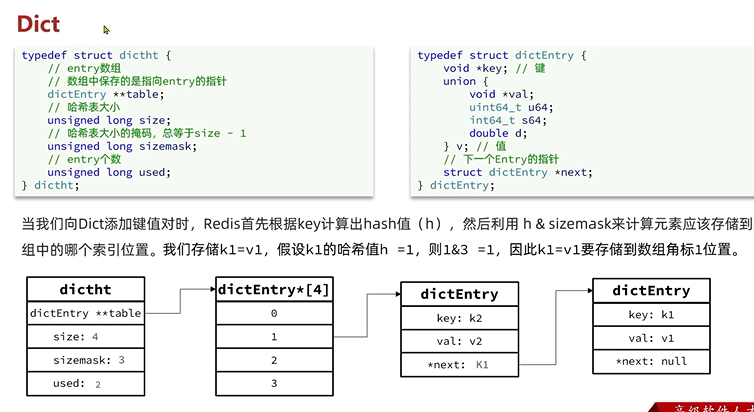 Dict
typedef struct dictht {
// entry数组
// 数组中保存的是指向entry的指针
dictEntry **table;
// 哈希表大小
unsigned long size;
// 哈希表大小的掩码，总等于size - 1
unsigned long sizemask;
// entry个数
unsigned long used;
} dictht;
typedef struct dictEntry {
void *key; // 键
union {
void *val;
uint64_t u64;
int64_t s64;
double d;
} v; // 值
// 下一个Entry的指针
struct dictEntry *next;
} dictEntry;
当我们向Dict添加键值对时，Redis首先根据key计算出hash值（h），然后利用 h & sizemask来计算元素应该存储到
组中的哪个索引位置。我们存储k1=v1，假设k1的哈希值h =1，则1&3 =1，因此k1=v1要存储到数组角标1位置。
dictht
dictEntry **table
size: 4
sizemask: 3
used: 2
dictEntry*[4]
0
1
2
3
dictEntry
key: k2
val: v2
*next: K1
dictEntry
key: k1
val: v1
*next: null
高级软件人